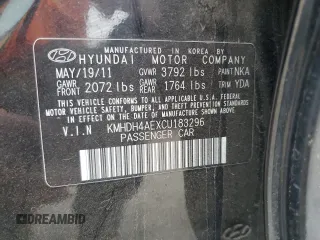 MANUFACTURED IN KOREA BY
HYUNDAI MOTOR COMPANY
MAY/19/11 GVWR 3792 lbs PAINT NKA
GAWR FRONT 2072 lbs GAWR REAR 1764 lbs TRIM YDA
THIS VEHICLE CONFORMS TO ALL APPLICABLE
U.S. FEDERAL MOTOR VEHICLE SAFETY, BUMPER
AND THEFT PREVENTION STANDARDS IN EFFECT
ON THE DATE OF MANUFACTURE SHOWN ABOVE.
V.I.N KMHDH4AEXCU183296
PASSENGER CAR
© AUTOBIDMASTER